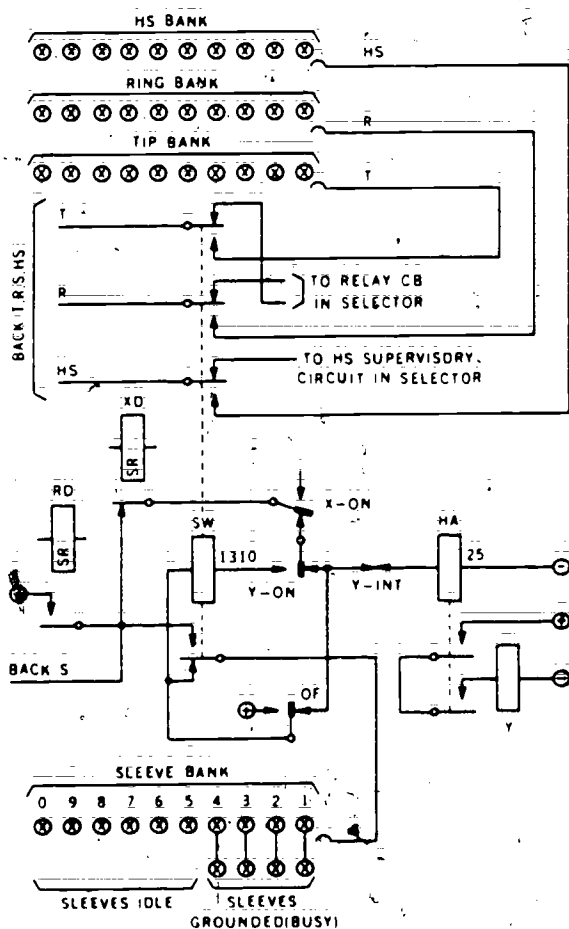 HS BANK
HS
RING BANK
R
TIP BANK
T
BACK (T,R,S,HS)
T
R
TO RELAY CB
IN SELECTOR
HS
TO HS SUPERVISORY
CIRCUIT IN SELECTOR
XD
SR
RD
SR
X-ON
SW
1310
HA
25
Y-ON
Y-INT
BACK S
OF
Y
SLEEVE BANK
0 9 8 7 6 5 4 3 2 1
SLEEVES IDLE
SLEEVES
GROUNDED(BUSY)